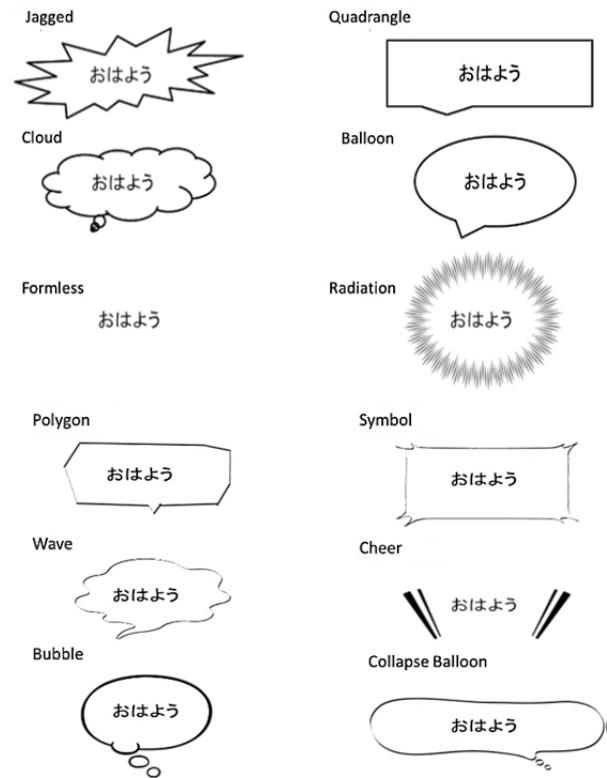 Jagged
おはよう
Quadrangle
おはよう
Cloud
おはよう
Balloon
おはよう
Formless
おはよう
Radiation
おはよう
Polygon
おはよう
Symbol
おはよう
Wave
おはよう
Cheer
おはよう
Bubble
おはよう
Collapse Balloon
おはよう